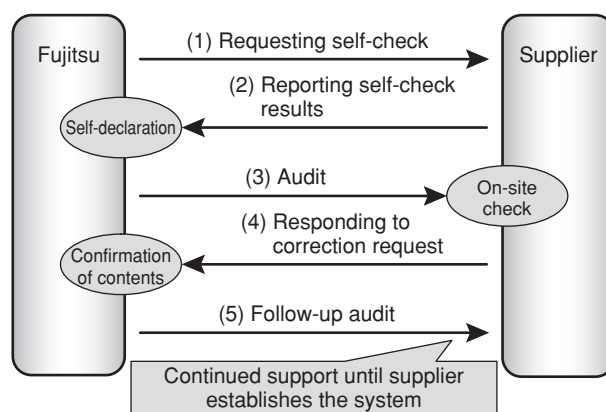 Fujitsu
Supplier
(1) Requesting self-check
(2) Reporting self-check
results
Self-declaration
(3) Audit
On-site
check
(4) Responding to
correction request
Confirmation
of contents
(5) Follow-up audit
Continued support until supplier
establishes the system